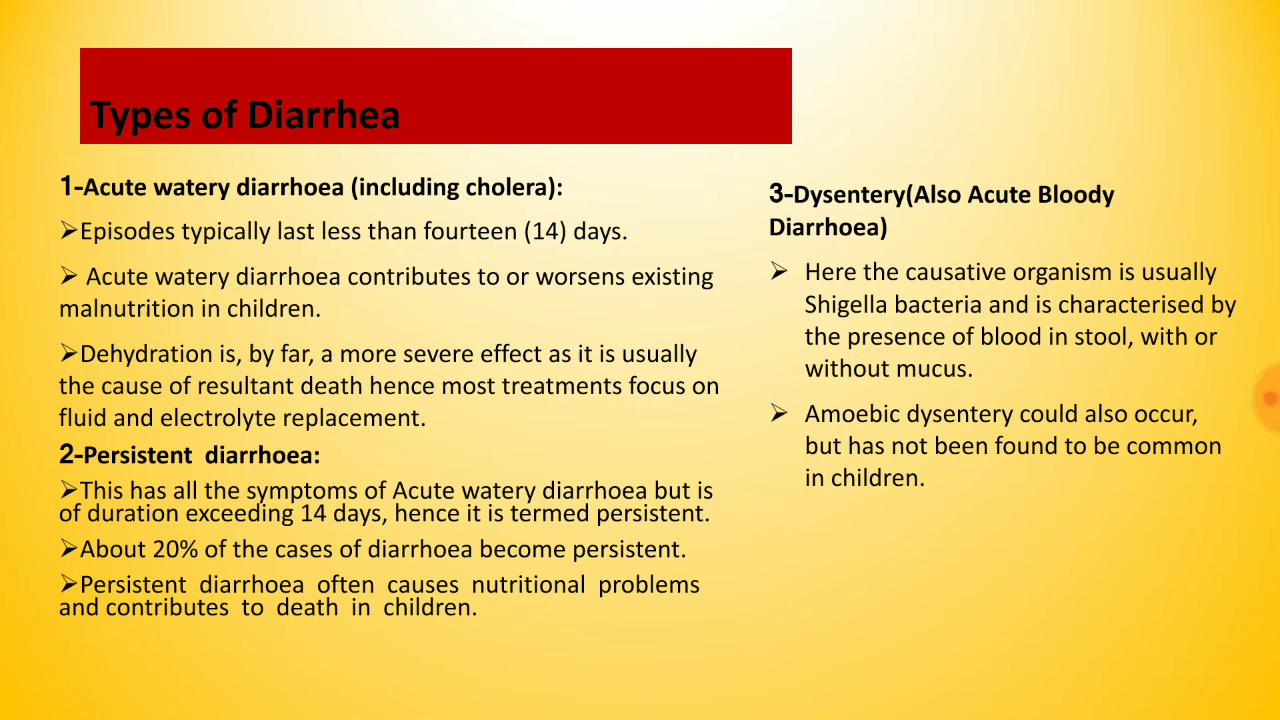 Types of Diarrhea
1-Acute watery diarrhoea (including cholera):
➢Episodes typically last less than fourteen (14) days.
➢ Acute watery diarrhoea contributes to or worsens existing
malnutrition in children.
➢Dehydration is, by far, a more severe effect as it is usually
the cause of resultant death hence most treatments focus on
fluid and electrolyte replacement.
2-Persistent diarrhoea:
➢This has all the symptoms of Acute watery diarrhoea but is
of duration exceeding 14 days, hence it is termed persistent.
➢About 20% of the cases of diarrhoea become persistent.
➢Persistent diarrhoea often causes nutritional problems
and contributes to death in children.
3-Dysentery(Also Acute Bloody
Diarrhoea)
➢ Here the causative organism is usually
Shigella bacteria and is characterised by
the presence of blood in stool, with or
without mucus.
➢ Amoebic dysentery could also occur,
but has not been found to be common
in children.